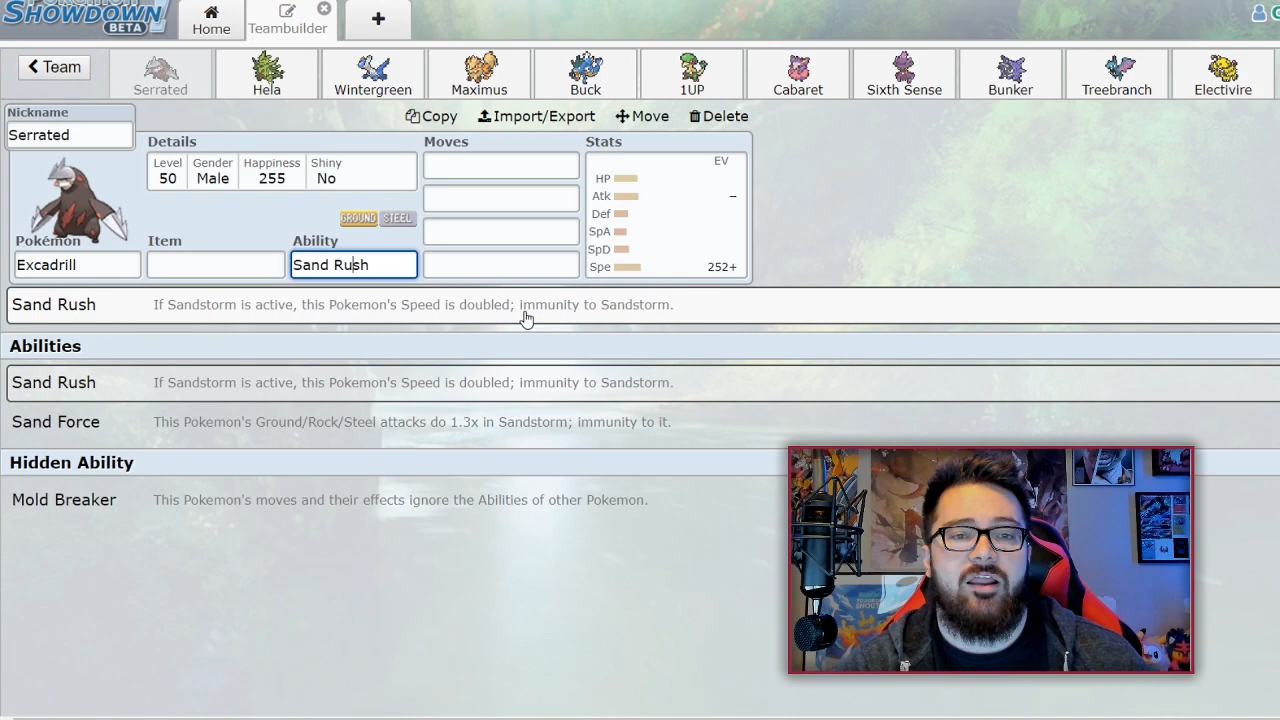 SHOWDOWN
BETA
Home
Teambuilder
+
Team
Serrated
Hela
Wintergreen
Maximus
Buck
1UP
Cabaret
Sixth Sense
Bunker
Treebranch
Electivire
Nickname
Serrated
Copy
Import/Export
Move
Delete
Details
Moves
Stats
Level
Gender
Happiness
Shiny
50
Male
255
No
EV
HP
Atk
–
Def
SpA
SpD
Spe
252+
GROUND
STEEL
Pokémon
Item
Ability
Excadrill
Sand Rush
Sand Rush
If Sandstorm is active, this Pokemon's Speed is doubled; immunity to Sandstorm.
Abilities
Sand Rush
If Sandstorm is active, this Pokemon's Speed is doubled; immunity to Sandstorm.
Sand Force
This Pokemon's Ground/Rock/Steel attacks do 1.3x in Sandstorm; immunity to it.
Hidden Ability
Mold Breaker
This Pokemon's moves and their effects ignore the Abilities of other Pokemon.